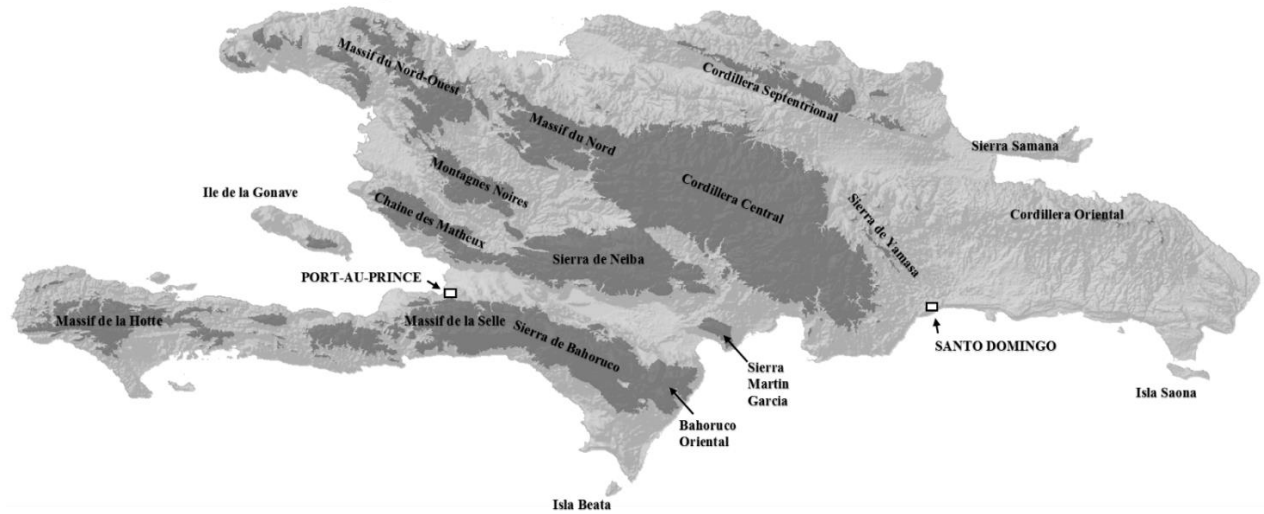 Massif du Nord-Ouest
Cordillera Septentrional
Massif du Nord
Sierra Samana
Montagnes Noires
Cordillera Central
Ile de la Gonave
Chaine des Matheux
Sierra de Yamasa
Cordillera Oriental
Sierra de Neiba
PORT-AU-PRINCE
Massif de la Hotte
Massif de la Selle
Sierra de Bahoruco
SANTO DOMINGO
Sierra
Martin
Garcia
Isla Saona
Bahoruco
Oriental
Isla Beata